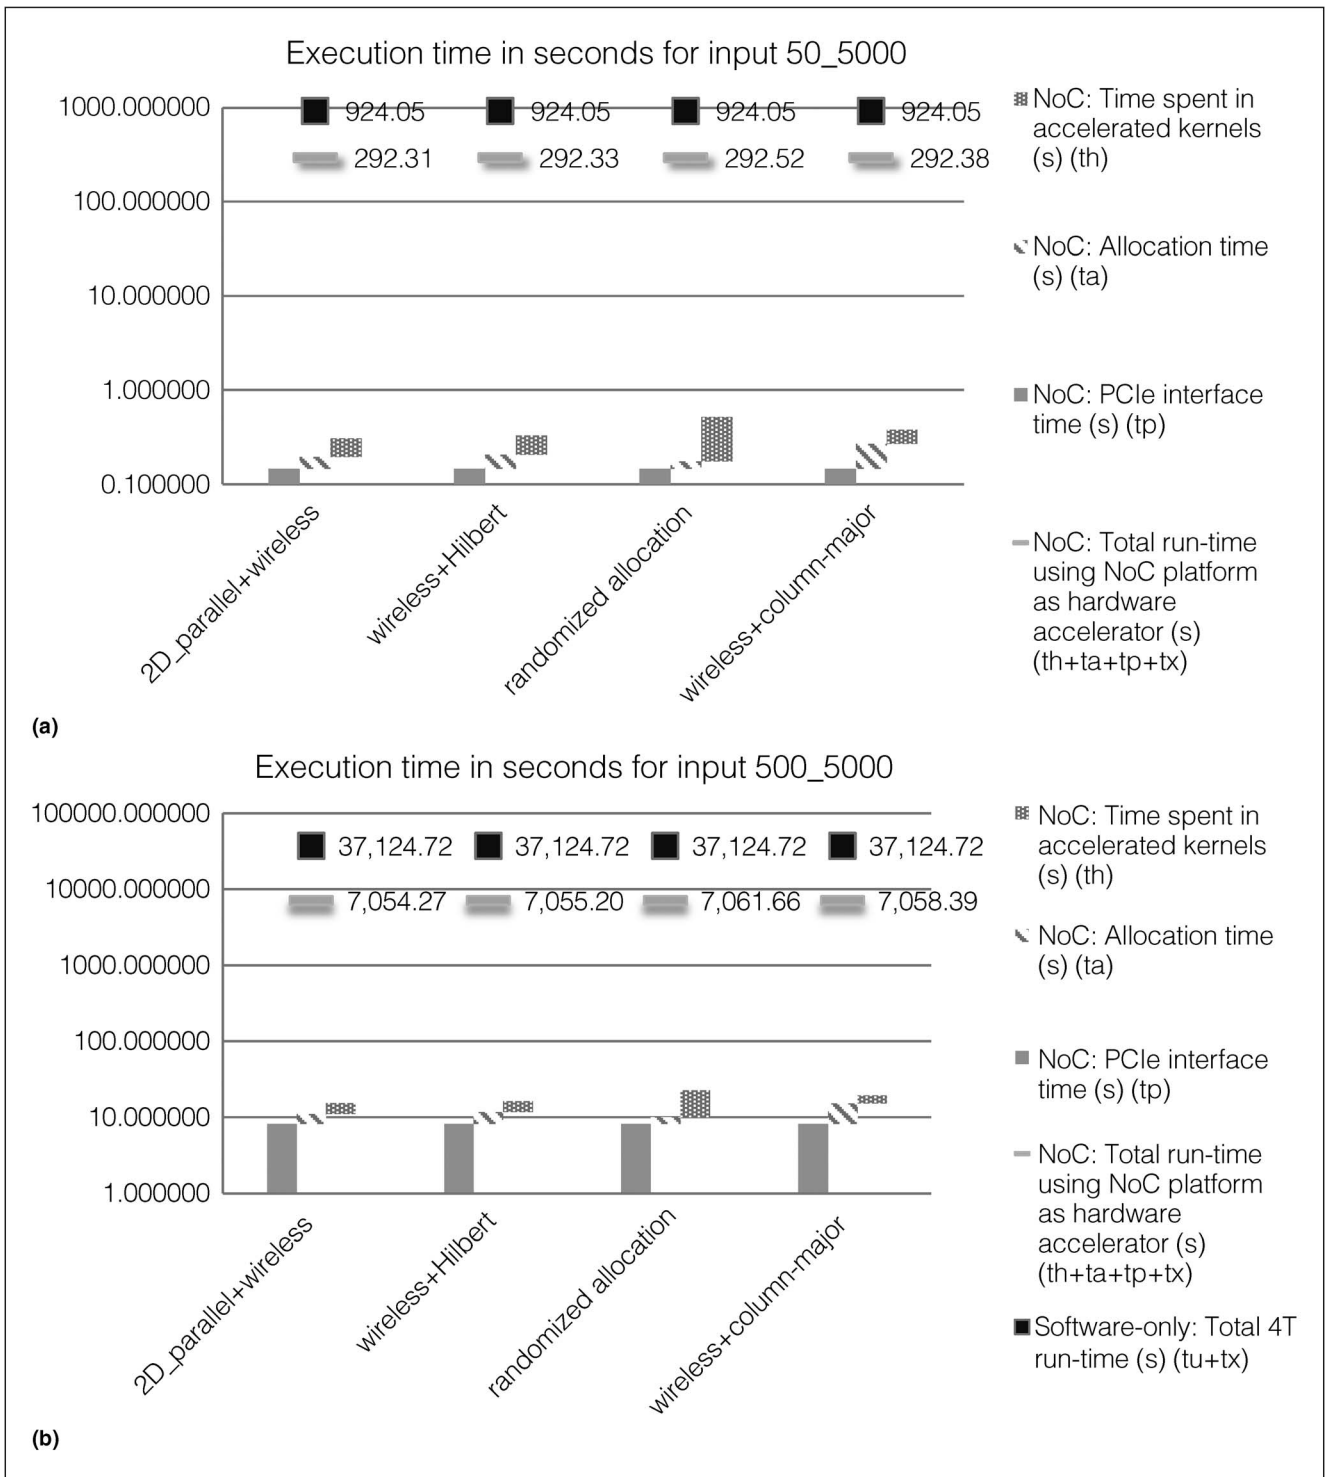 Execution time in seconds for input 50_5000
1000.000000
924.05
924.05
924.05
924.05
292.31
292.33
292.52
292.38
100.000000
10.000000
1.000000
0.100000
2D_parallel+wireless
wireless+Hilbert
randomized allocation
wireless+column-major
NoC: Time spent in
accelerated kernels
(s) (th)
NoC: Allocation time
(s) (ta)
NoC: PCIe interface
time (s) (tp)
NoC: Total run-time
using NoC platform
as hardware
accelerator (s)
(th+ta+tp+tx)
(a)
Execution time in seconds for input 500_5000
100000.000000
37,124.72
37,124.72
37,124.72
37,124.72
10000.000000
7,054.27
7,055.20
7,061.66
7,058.39
1000.000000
100.000000
10.000000
1.000000
2D_parallel+wireless
wireless+Hilbert
randomized allocation
wireless+column-major
NoC: Time spent in
accelerated kernels
(s) (th)
NoC: Allocation time
(s) (ta)
NoC: PCIe interface
time (s) (tp)
NoC: Total run-time
using NoC platform
as hardware
accelerator (s)
(th+ta+tp+tx)
Software-only: Total 4T
run-time (s) (tu+tx)
(b)